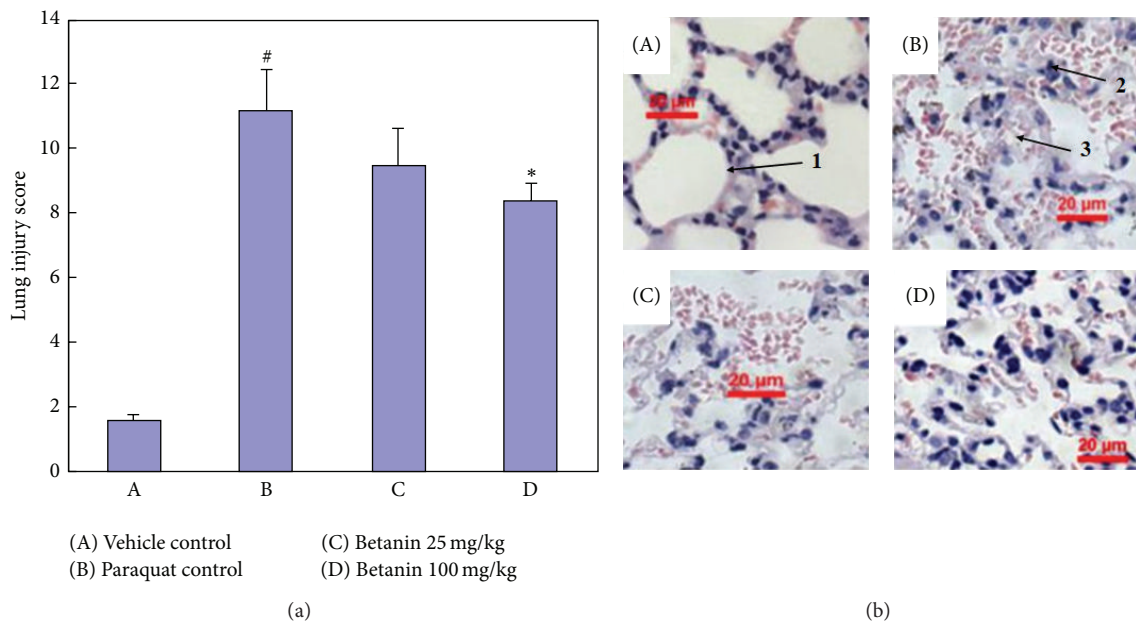 14
12
10
8
6
4
2
0
Lung injury score
#
*
A
B
C
D
(A) Vehicle control
(B) Paraquat control
(C) Betanin 25 mg/kg
(D) Betanin 100 mg/kg
(a)
(A)
1
(B)
2
3
20 μm
(C)
20 μm
(D)
20 μm
(b)